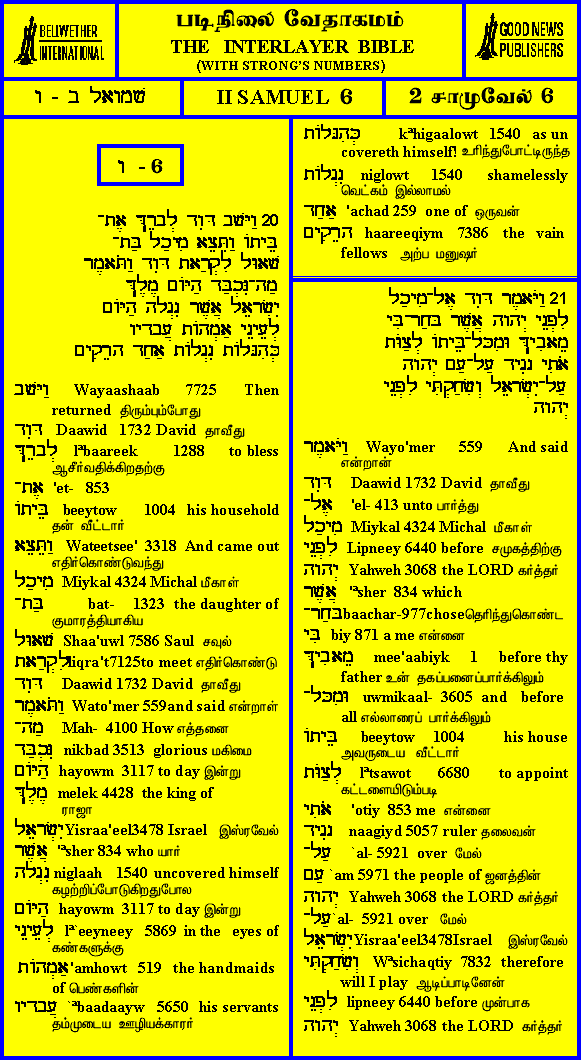 BELLWETHER
INTERNATIONAL
படிநிலை வேதாகமம்
THE INTERLAYER BIBLE
(WITH STRONG'S NUMBERS)
GOOD NEWS
PUBLISHERS
שמואל ב - ו
II SAMUEL 6
2 சாமுவேல் 6
ו - 6
20 וַיָּשָׁב דָּוִד לְבָרֵךְ אֶת־
בֵּיתוֹ וַתֵּצֵא מִיכַל בַּת־
שָׁאוּל לִקְרַאת דָּוִד וַתֹּאמֶר
מַה־נִּכְבַּד הַיּוֹם מֶלֶךְ
יִשְׂרָאֵל אֲשֶׁר נִגְלָה הַיּוֹם
לְעֵינֵי אַמְהוֹת עֲבָדָיו
כְּהִגָּלוֹת נִגְלוֹת אַחַד הָרֵקִים
וַיָּשָׁב Wayaashaab 7725 Then
returned திரும்பும்போது
דָּוִד Daawid 1732 David தாவீது
לְבָרֵךְ lªbaareek 1288 to bless
ஆசீர்வதிக்கிறதற்கு
אֶת־ 'et- 853
בֵּיתוֹ beeytow 1004 his household
தன் வீட்டார்
וַתֵּצֵא Wateetsee' 3318 And came out
எதிர்கொண்டுவந்து
מִיכַל Miykal 4324 Michal மீகாள்
בַּת־ bat- 1323 the daughter of
குமாரத்தியாகிய
שָׁאוּל Shaa'uwl 7586 Saul சவுல்
לִקְרַאת liqra't7125to meet எதிர்கொண்டு
דָּוִד Daawid 1732 David தாவீது
וַתֹּאמֶר Wato'mer 559and said என்றாள்
מַה־ Mah- 4100 How எத்தனை
נִּכְבַּד nikbad 3513 glorious மகிமை
הַיּוֹם hayowm 3117 to day இன்று
מֶלֶךְ melek 4428 the king of
ராஜா
יִשְׂרָאֵל Yisraa'eel3478 Israel இஸ்ரவேல்
אֲשֶׁר 'ªsher 834 who யார்
נִגְלָה niglaah 1540 uncovered himself
கழற்றிப்போடுகிறதுபோல
הַיּוֹם hayowm 3117 to day இன்று
לְעֵינֵי lª`eeyneey 5869 in the eyes of
கண்களுக்கு
אַמְהוֹת 'amhowt 519 the handmaids
of பெண்களின்
עֲבָדָיו `ªbaadaayw 5650 his servants
தம்முடைய ஊழியக்காரர்
כְּהִגָּלוֹת kªhigaalowt 1540 as un
covereth himself! உரிந்துபோட்டிருந்த
נִגְלוֹת niglowt 1540 shamelessly
வெட்கம் இல்லாமல்
אַחַד 'achad 259 one of ஒருவன்
הָרֵקִים haareeqiym 7386 the vain
fellows அற்ப மனுஷர்
21 וַיֹּאמֶר דָּוִד אֶל־מִיכַל
לִפְנֵי יְהוָה אֲשֶׁר בָּחַר־בִּי
מֵאָבִיךְ וּמִכָּל־בֵּיתוֹ לְצַוֹּת
אֹתִי נָגִיד עַל־עַם יְהוָה
עַל־יִשְׂרָאֵל וְשִׂחַקְתִּי לִפְנֵי
יְהוָה
וַיֹּאמֶר Wayo'mer 559 And said
என்றான்
דָּוִד Daawid 1732 David தாவீது
אֶל־ 'el- 413 unto பார்த்து
מִיכַל Miykal 4324 Michal மீகாள்
לִפְנֵי Lipneey 6440 before சமுகத்திற்கு
יְהוָה Yahweh 3068 the LORD கர்த்தர்
אֲשֶׁר 'ªsher 834 which
בָּחַר־ baachar-977choseதெரிந்துகொண்ட
בִּי biy 871 a me என்னை
מֵאָבִיךְ mee'aabiyk 1 before thy
father உன் தகப்பனைப்பார்க்கிலும்
וּמִכָּל־ uwmikaal- 3605 and before
all எல்லாரைப் பார்க்கிலும்
בֵּיתוֹ beeytow 1004 his house
அவருடைய வீட்டார்
לְצַוֹּת lªtsawot 6680 to appoint
கட்டளையிடும்படி
אֹתִי 'otiy 853 me என்னை
נָגִיד naagiyd 5057 ruler தலைவன்
עַל־ `al- 5921 over மேல்
עַם `am 5971 the people of ஜனத்தின்
יְהוָה Yahweh 3068 the LORD கர்த்தர்
עַל־ `al- 5921 over மேல்
יִשְׂרָאֵל Yisraa'eel3478Israel இஸ்ரவேல்
וְשִׂחַקְתִּי Wªsichaqtiy 7832 therefore
will I play ஆடிப்பாடினேன்
לִפְנֵי lipneey 6440 before முன்பாக
יְהוָה Yahweh 3068 the LORD கர்த்தர்